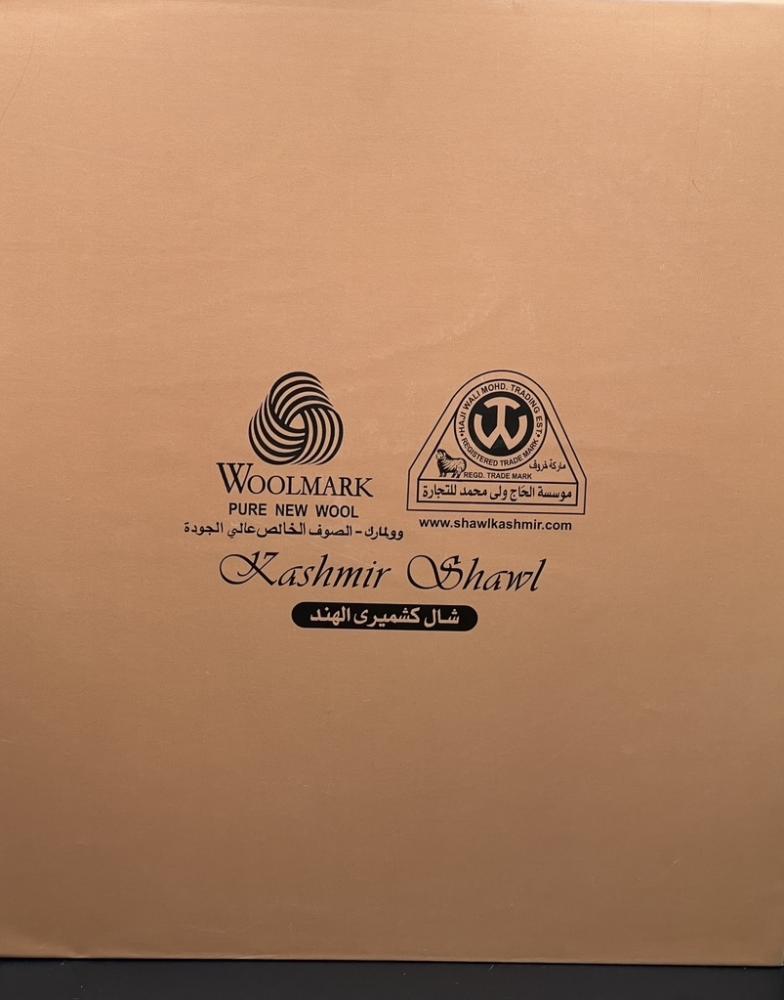 WOOLMARK
PURE NEW WOOL
وولمارك - الصوف الخالص عالي الجودة
HAJI WALI MOHD. TRADING EST.
REGISTERED TRADE MARK
ماركة خروف
REGD. TRADE MARK
موسسة الحاج ولى محمد للتجارة
www.shawlkashmir.com
Kashmir Shawl
شال كشميرى الهند